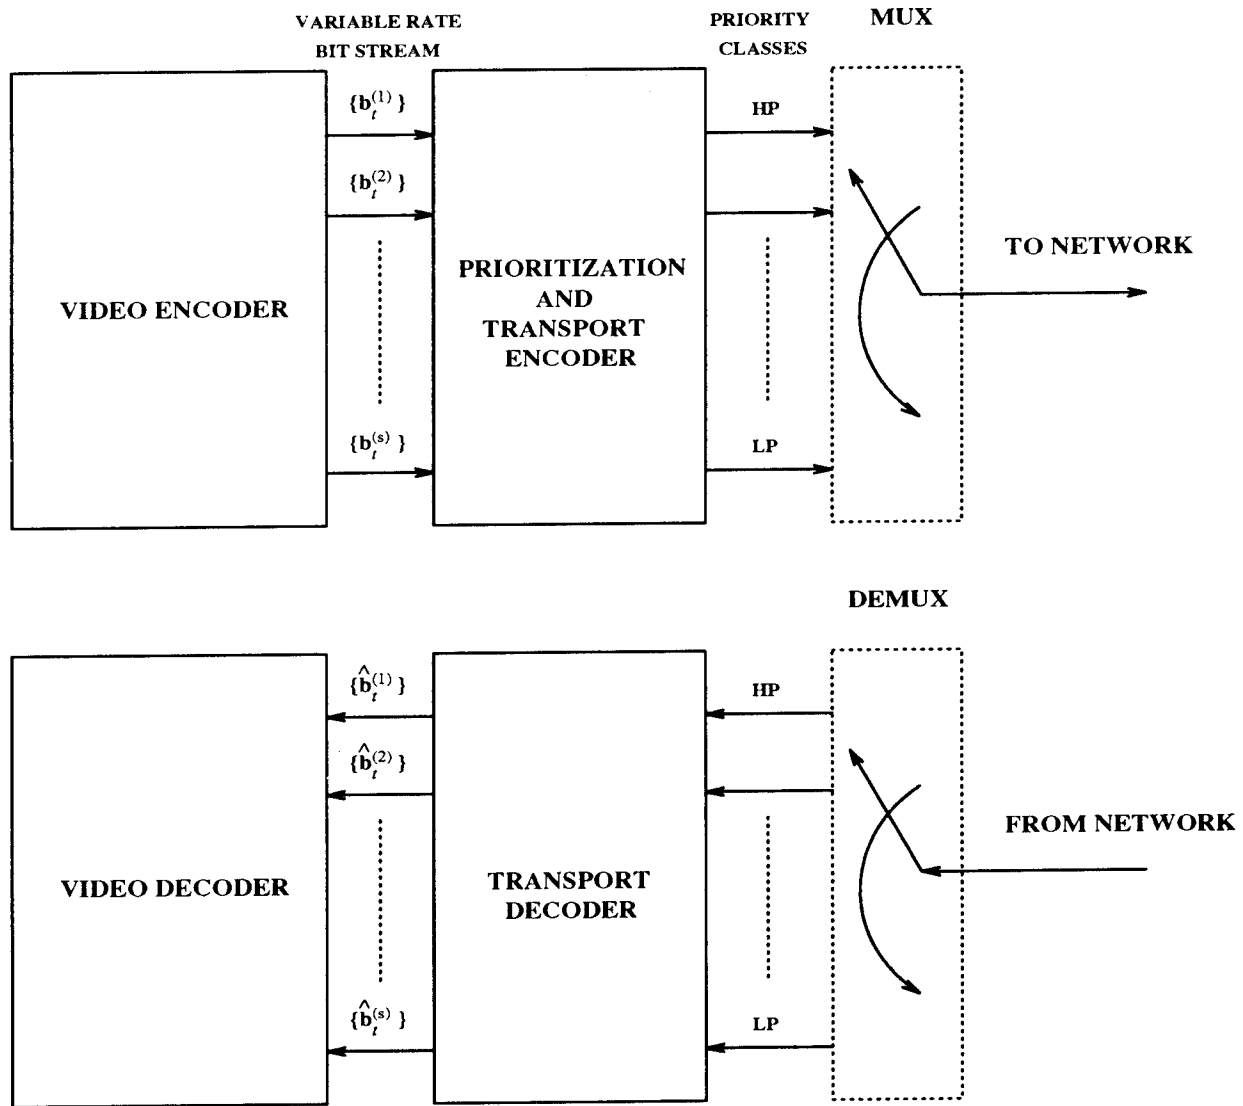 VARIABLE RATE
BIT STREAM
PRIORITY
CLASSES
MUX
{b_t^(1)}
HP
{b_t^(2)}
VIDEO ENCODER
PRIORITIZATION
AND
TRANSPORT
ENCODER
TO NETWORK
{b_t^(s)}
LP
DEMUX
{b̂_t^(1)}
HP
{b̂_t^(2)}
VIDEO DECODER
TRANSPORT
DECODER
FROM NETWORK
{b̂_t^(s)}
LP